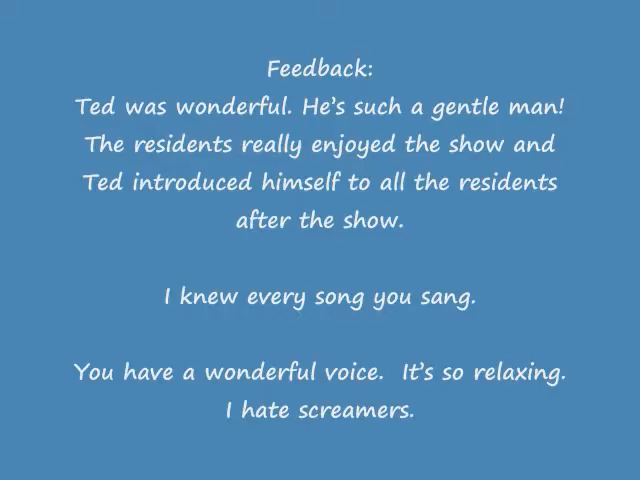 Feedback:
Ted was wonderful. He's such a gentle man!
The residents really enjoyed the show and
Ted introduced himself to all the residents
after the show.
I knew every song you sang.
You have a wonderful voice.  It's so relaxing.
I hate screamers.